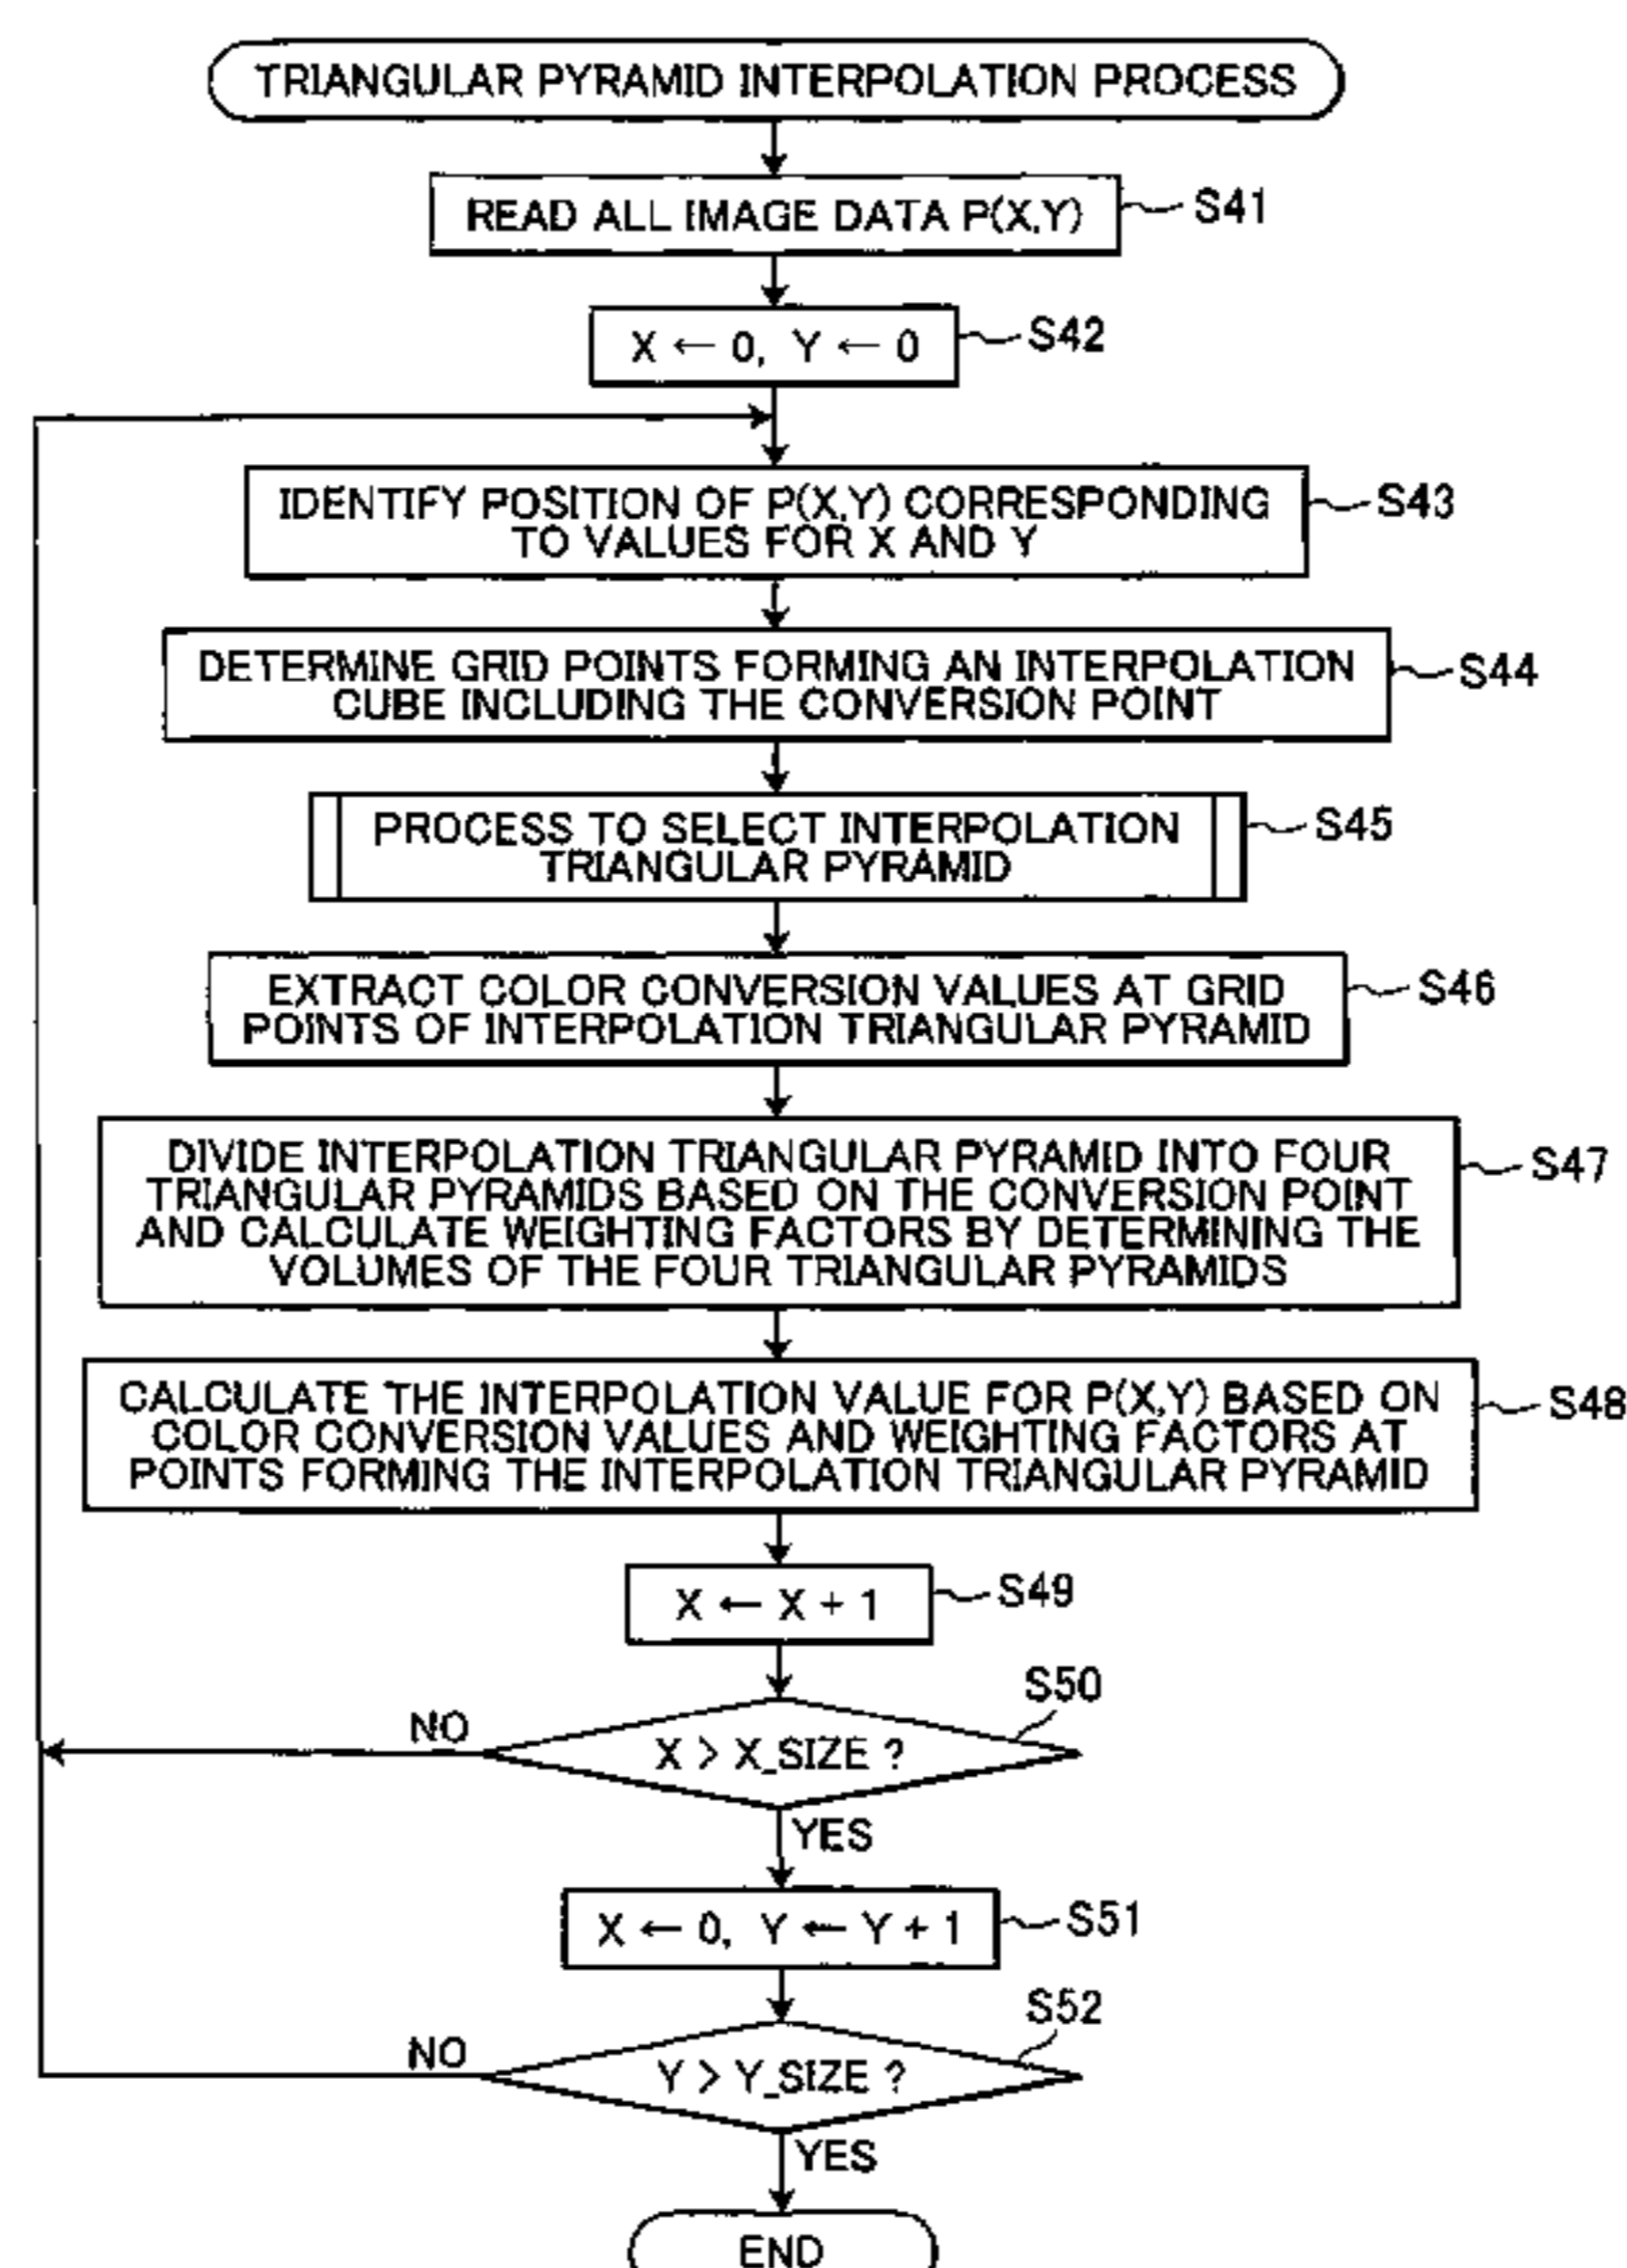 TRIANGULAR PYRAMID INTERPOLATION PROCESS
READ ALL IMAGE DATA P(X,Y)
S41
X ← 0, Y ← 0
S42
IDENTIFY POSITION OF P(X,Y) CORRESPONDING
TO VALUES FOR X AND Y
S43
DETERMINE GRID POINTS FORMING AN INTERPOLATION
CUBE INCLUDING THE CONVERSION POINT
S44
PROCESS TO SELECT INTERPOLATION
TRIANGULAR PYRAMID
S45
EXTRACT COLOR CONVERSION VALUES AT GRID
POINTS OF INTERPOLATION TRIANGULAR PYRAMID
S46
DIVIDE INTERPOLATION TRIANGULAR PYRAMID INTO FOUR
TRIANGULAR PYRAMIDS BASED ON THE CONVERSION POINT
AND CALCULATE WEIGHTING FACTORS BY DETERMINING THE
VOLUMES OF THE FOUR TRIANGULAR PYRAMIDS
S47
CALCULATE THE INTERPOLATION VALUE FOR P(X,Y) BASED ON
COLOR CONVERSION VALUES AND WEIGHTING FACTORS AT
POINTS FORMING THE INTERPOLATION TRIANGULAR PYRAMID
S48
X ← X + 1
S49
S50
NO
X > X_SIZE ?
YES
X ← 0, Y ← Y + 1
S51
S52
NO
Y > Y_SIZE ?
YES
END